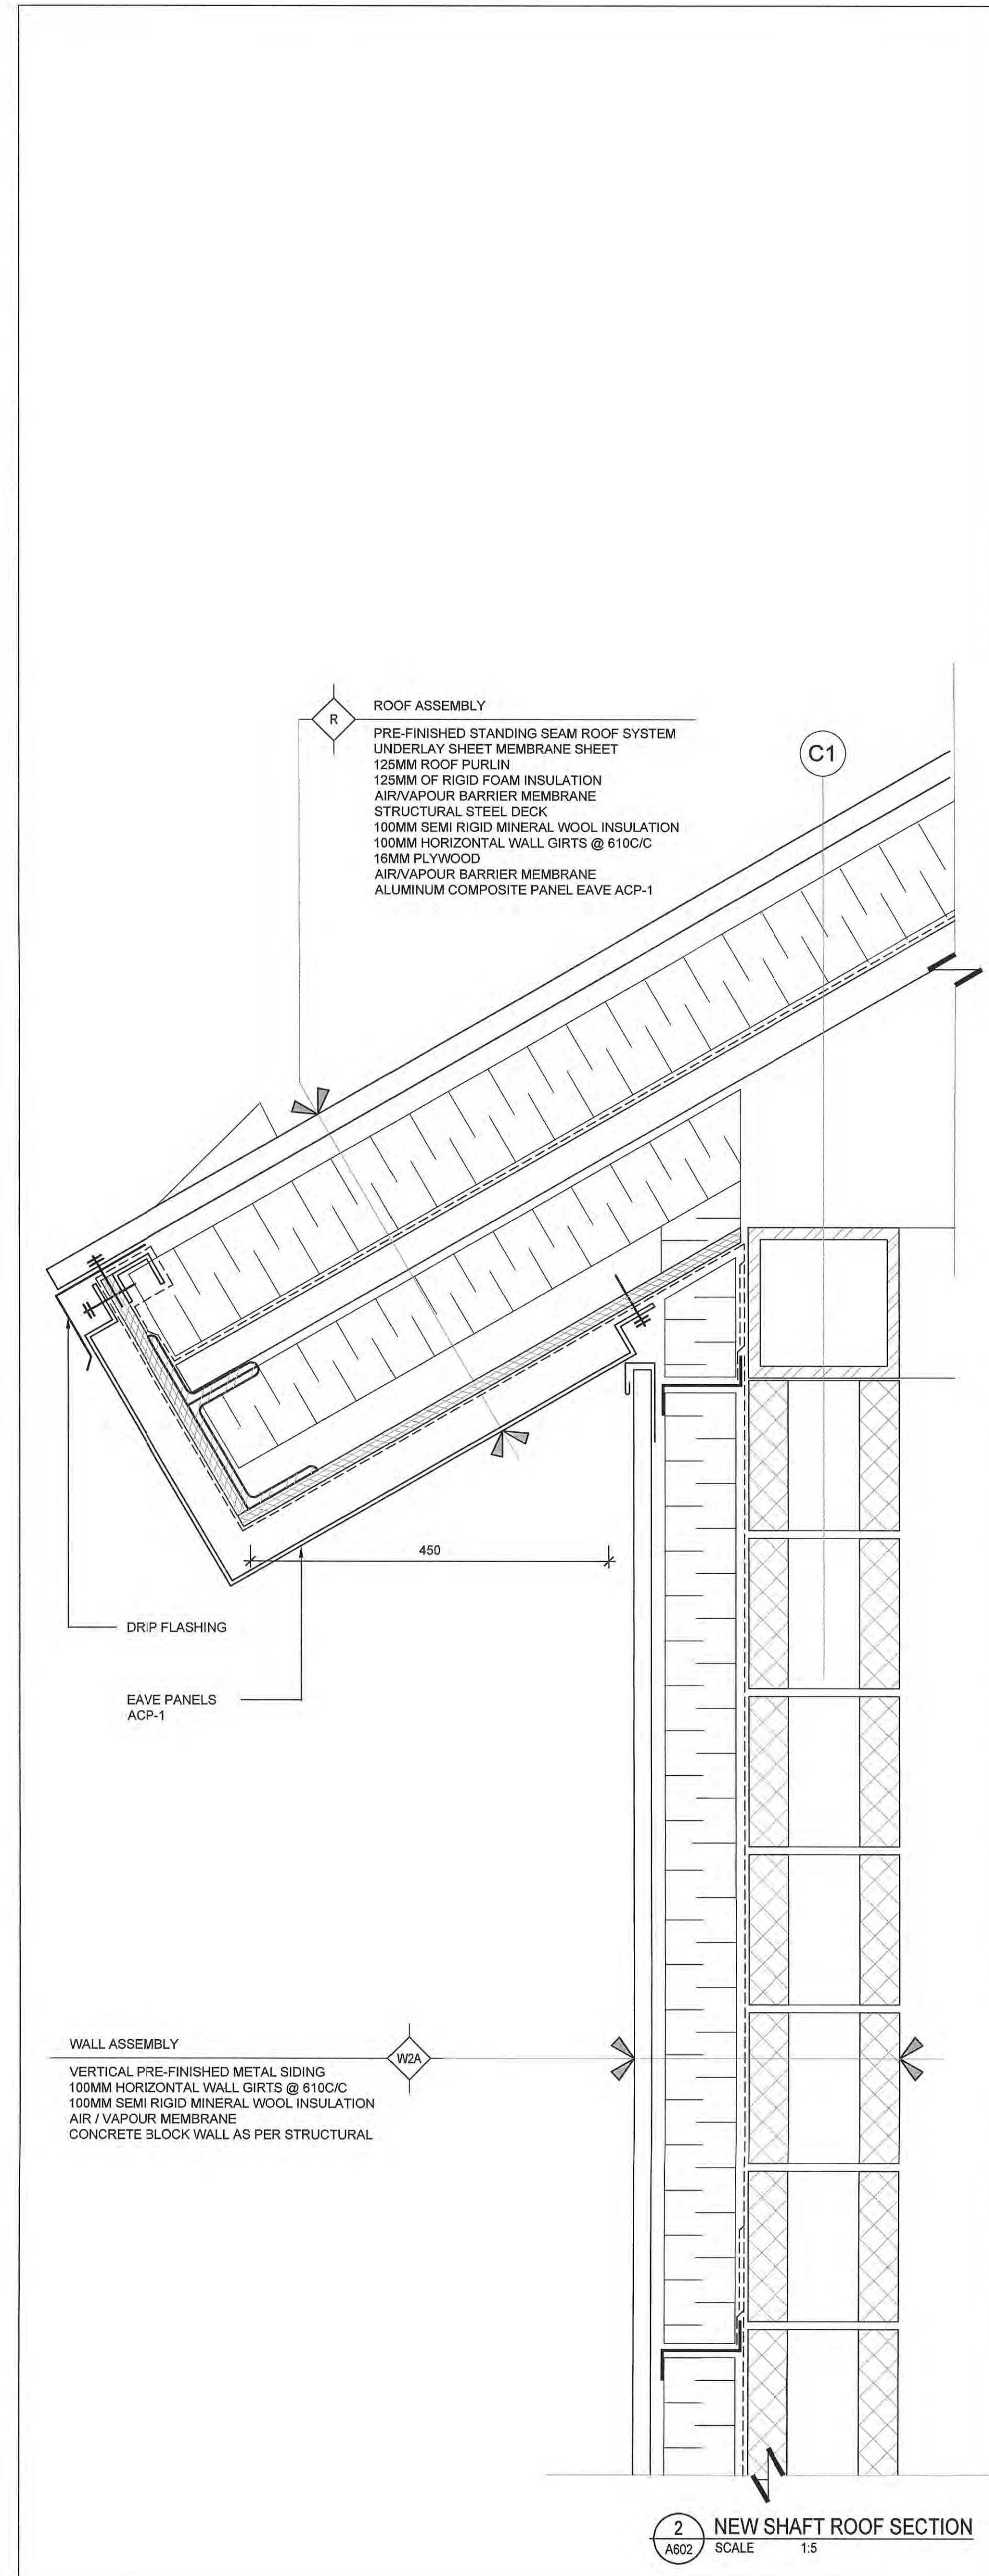 R
ROOF ASSEMBLY
PRE-FINISHED STANDING SEAM ROOF SYSTEM
UNDERLAY SHEET MEMBRANE SHEET
125MM ROOF PURLIN
125MM OF RIGID FOAM INSULATION
AIR/VAPOUR BARRIER MEMBRANE
STRUCTURAL STEEL DECK
100MM SEMI RIGID MINERAL WOOL INSULATION
100MM HORIZONTAL WALL GIRTS @ 610C/C
16MM PLYWOOD
AIR/VAPOUR BARRIER MEMBRANE
ALUMINUM COMPOSITE PANEL EAVE ACP-1
C1
450
DRIP FLASHING
EAVE PANELS
ACP-1
WALL ASSEMBLY
W2A
VERTICAL PRE-FINISHED METAL SIDING
100MM HORIZONTAL WALL GIRTS @ 610C/C
100MM SEMI RIGID MINERAL WOOL INSULATION
AIR / VAPOUR MEMBRANE
CONCRETE BLOCK WALL AS PER STRUCTURAL
2
A602
NEW SHAFT ROOF SECTION
SCALE 1:5